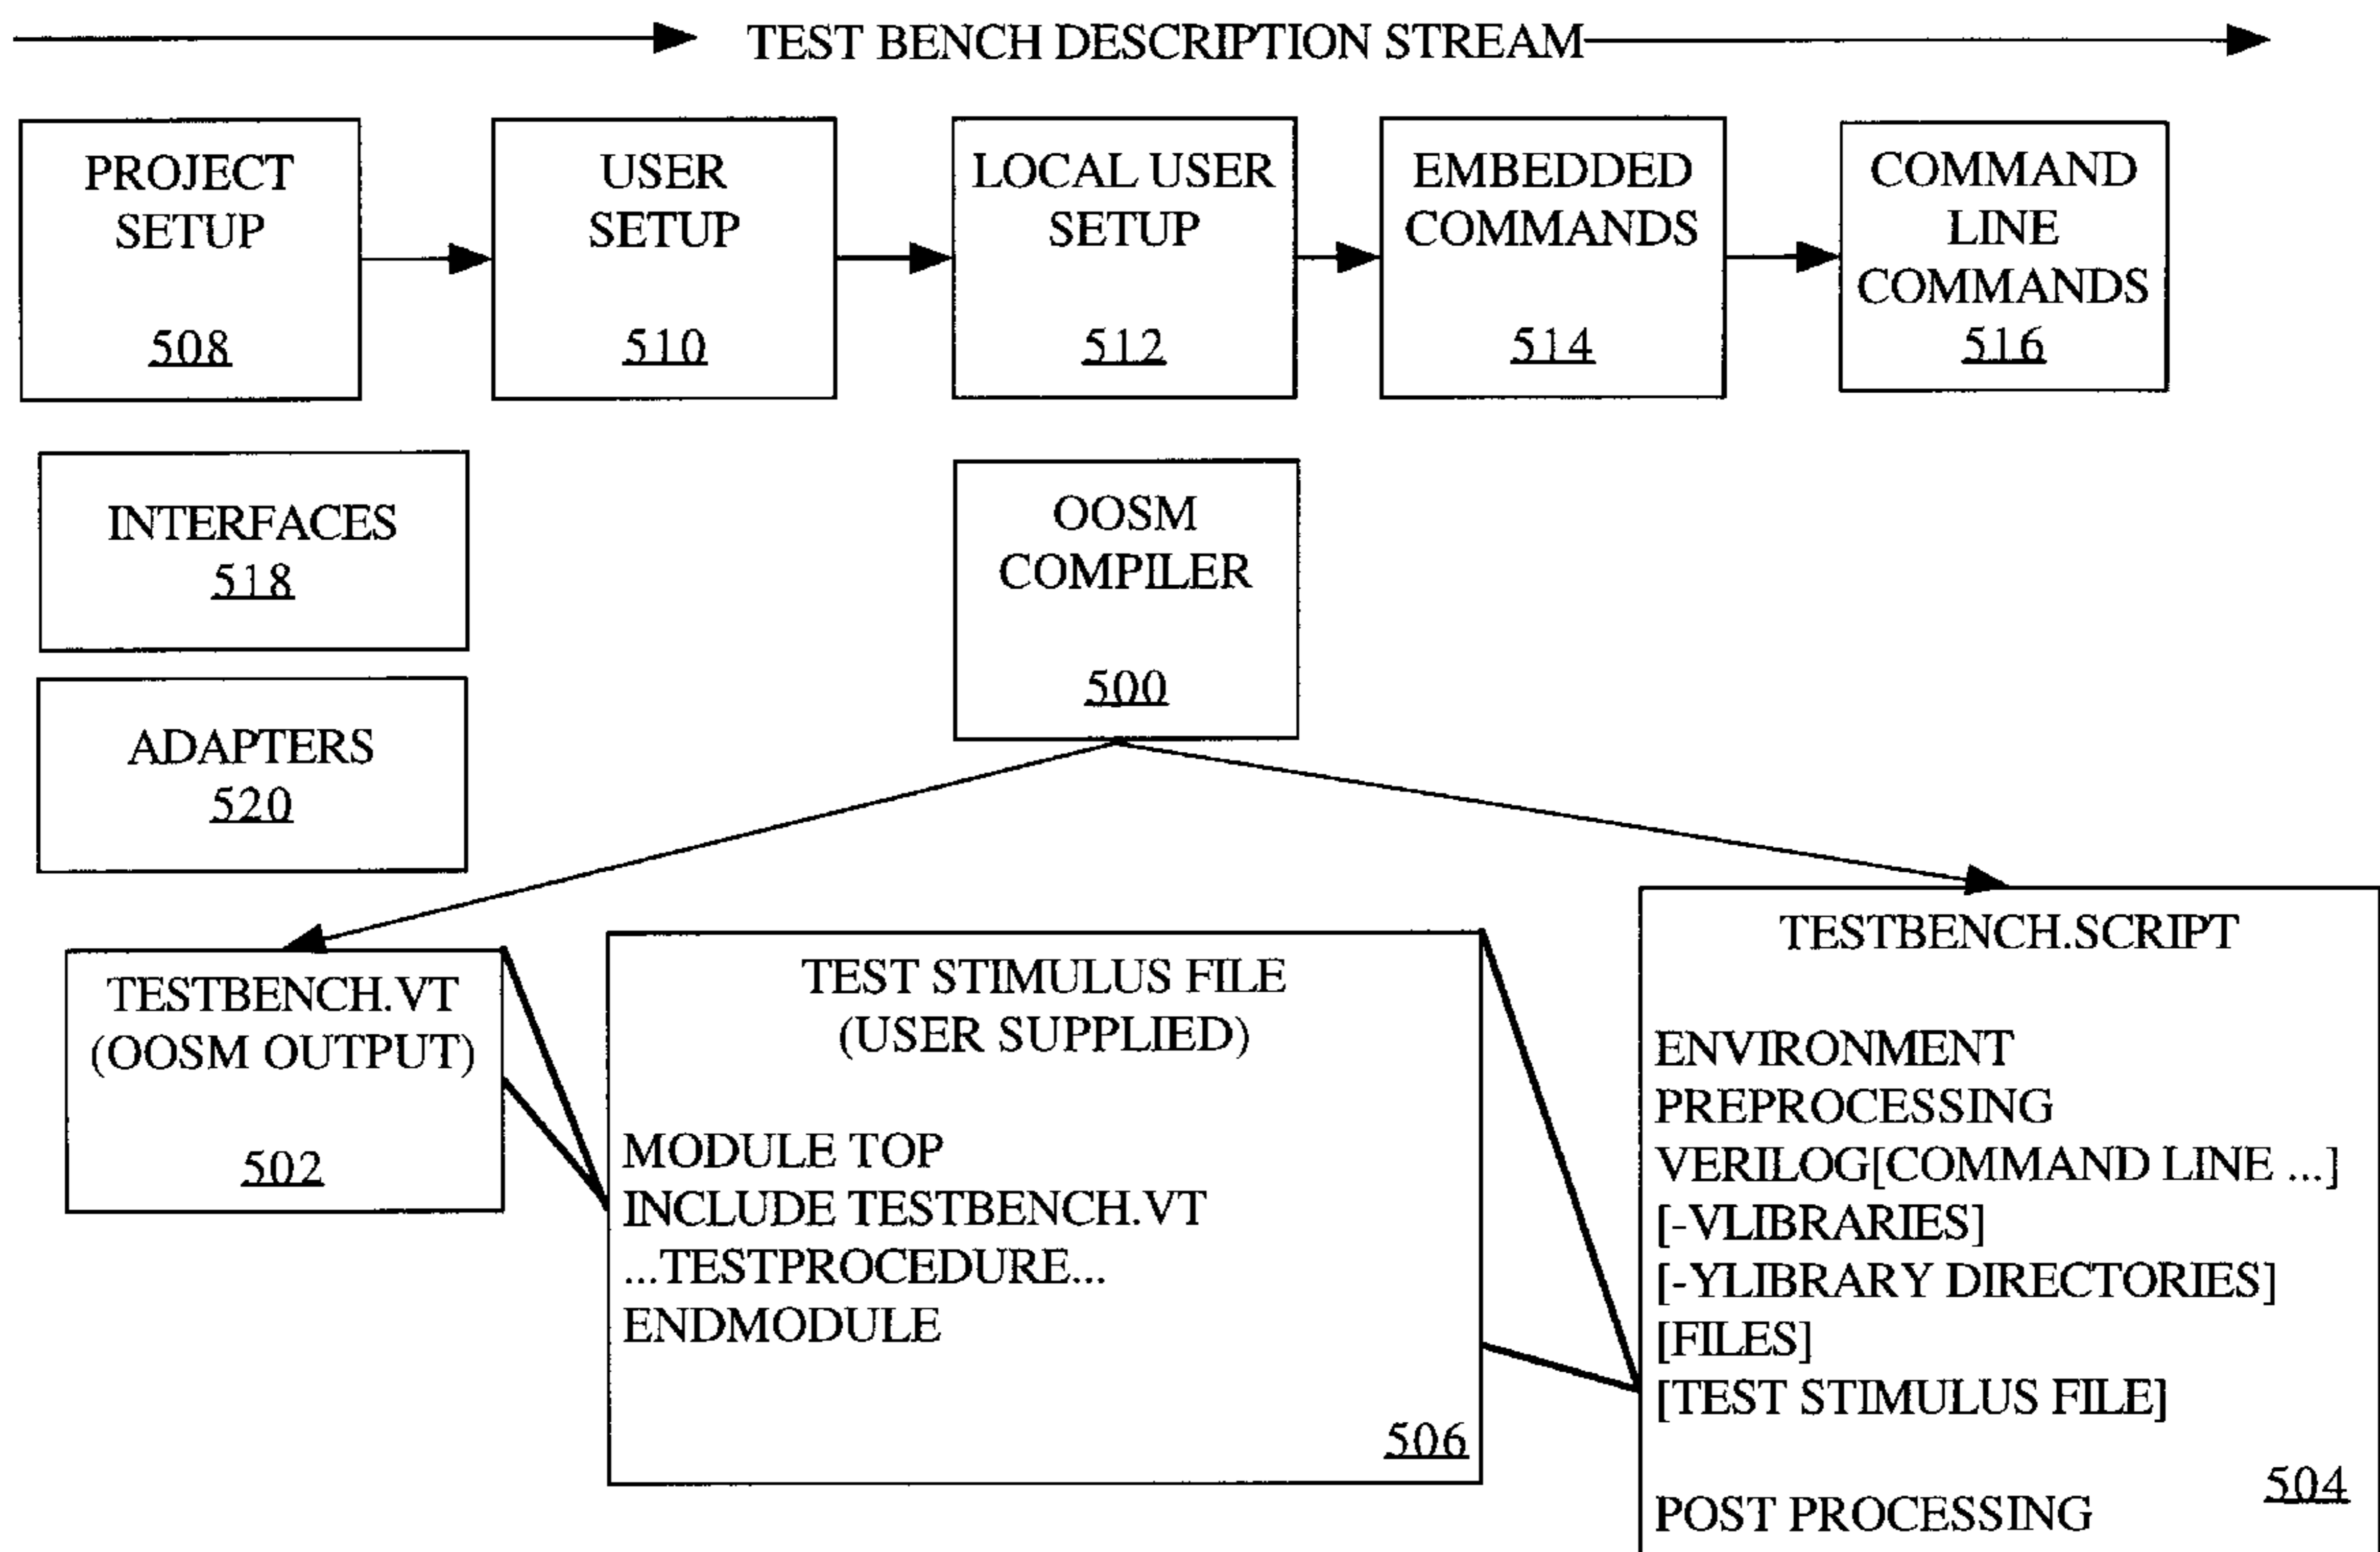 TEST BENCH DESCRIPTION STREAM
PROJECT
SETUP
508
USER
SETUP
510
LOCAL USER
SETUP
512
EMBEDDED
COMMANDS
514
COMMAND
LINE
COMMANDS
516
INTERFACES
518
ADAPTERS
520
OOSM
COMPILER
500
TESTBENCH.VT
(OOSM OUTPUT)
502
TEST STIMULUS FILE
(USER SUPPLIED)
MODULE TOP
INCLUDE TESTBENCH.VT
...TESTPROCEDURE...
ENDMODULE
506
TESTBENCH.SCRIPT
ENVIRONMENT
PREPROCESSING
VERILOG[COMMAND LINE ...]
[-VLIBRARIES]
[-YLIBRARY DIRECTORIES]
[FILES]
[TEST STIMULUS FILE]
504
POST PROCESSING